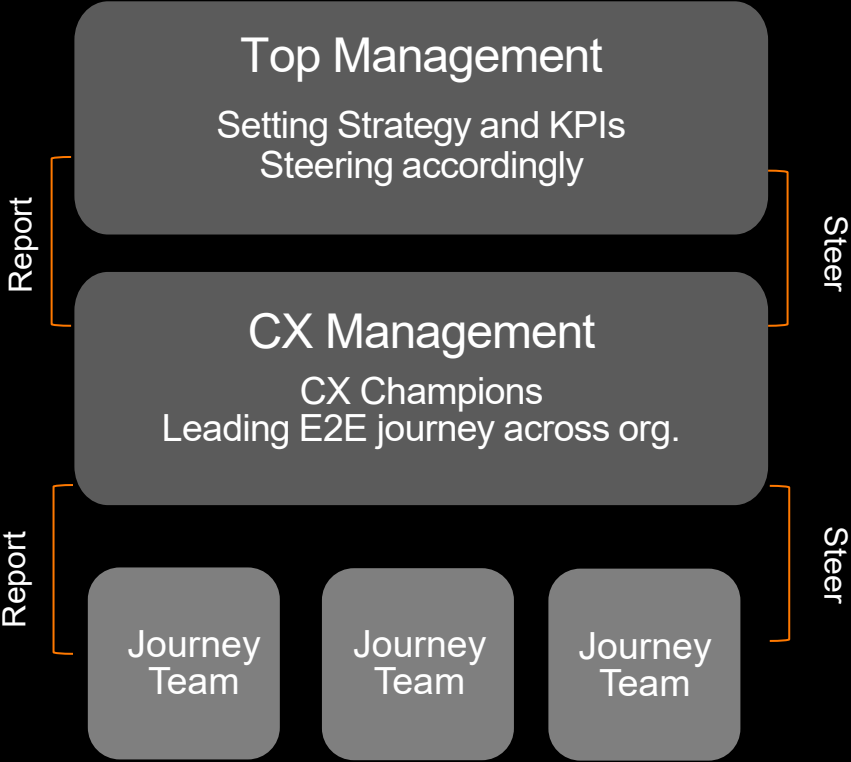 Top Management
Setting Strategy and KPIs
Steering accordingly
Report
Steer
CX Management
CX Champions
Leading E2E journey across org.
Report
Steer
Journey
Team
Journey
Team
Journey
Team